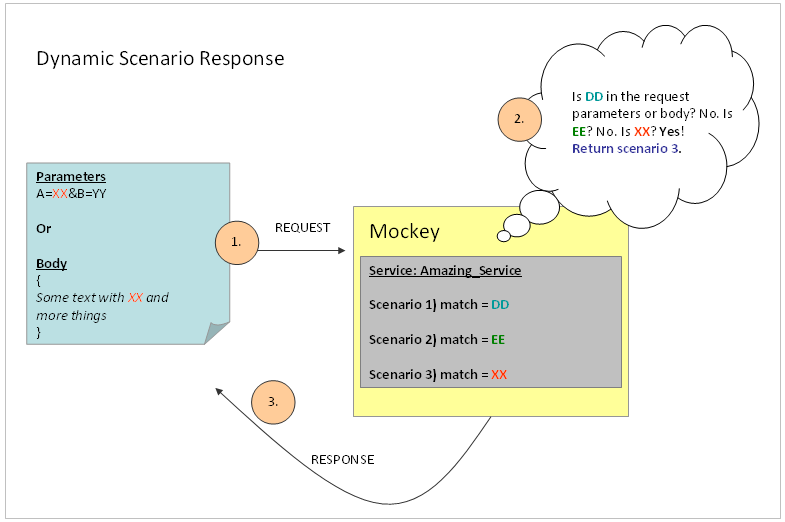 Dynamic Scenario Response
Parameters
A=XX&B=YY
Or
Body
{
Some text with XX and
more things
}
1.
REQUEST
2.
Is DD in the request
parameters or body? No. Is
EE? No. Is XX? Yes!
Return scenario 3.
Mockey
Service: Amazing_Service
Scenario 1) match = DD
Scenario 2) match = EE
Scenario 3) match = XX
3.
RESPONSE